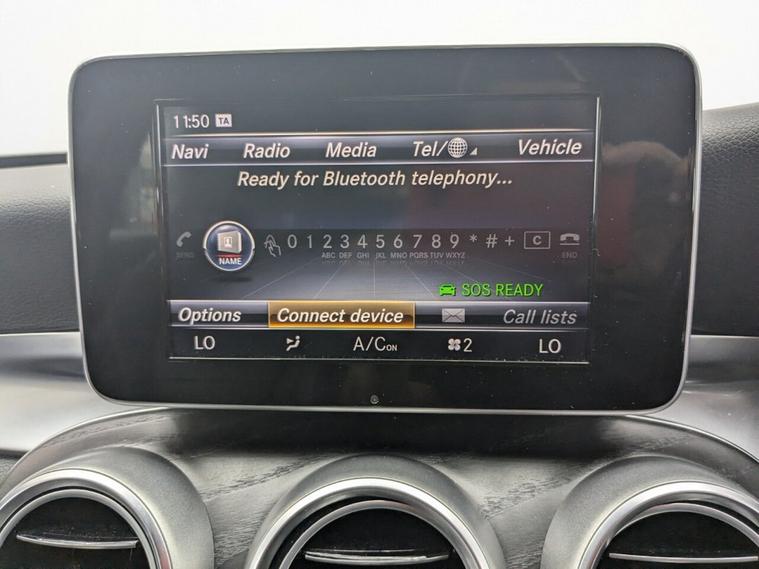 11:50 TA
Navi Radio Media Tel/ Vehicle
Ready for Bluetooth telephony...
SEND NAME 0 1 2 3 4 5 6 7 8 9 * # + C END
ABC DEF GHI JKL MNO PQRS TUV WXYZ
SOS READY
Options Connect device Call lists
LO A/C ON 2 LO